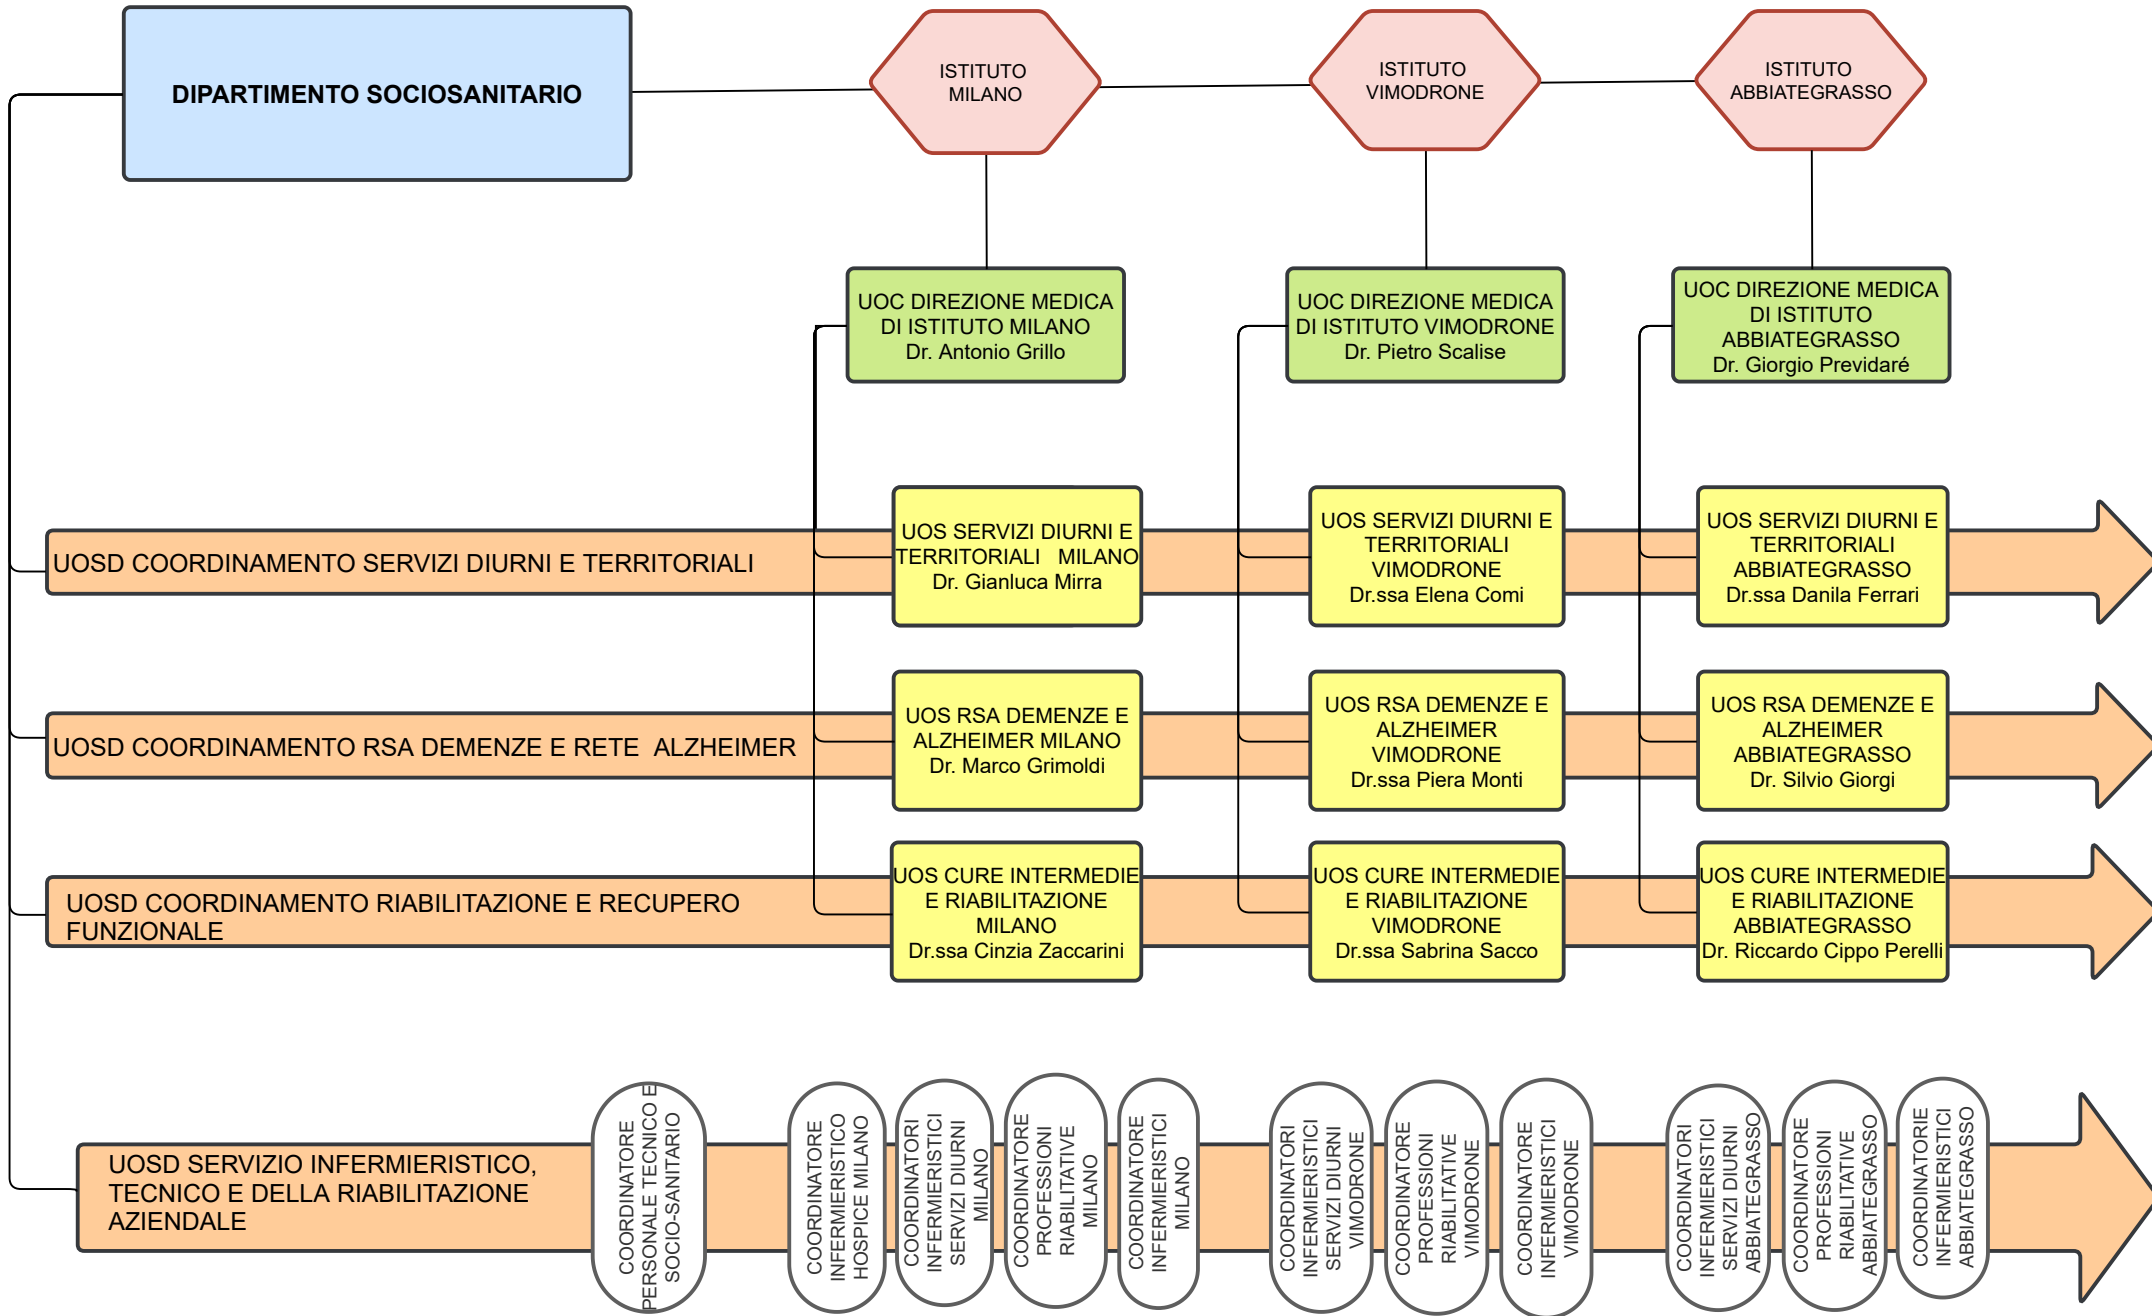 DIPARTIMENTO SOCIOSANITARIO
ISTITUTO
MILANO
ISTITUTO
VIMODRONE
ISTITUTO
ABBIATEGRASSO
UOC DIREZIONE MEDICA
DI ISTITUTO MILANO
Dr. Antonio Grillo
UOC DIREZIONE MEDICA
DI ISTITUTO VIMODRONE
Dr. Pietro Scalise
UOC DIREZIONE MEDICA
DI ISTITUTO
ABBIATEGRASSO
Dr. Giorgio Previdaré
UOSD COORDINAMENTO SERVIZI DIURNI E TERRITORIALI
UOS SERVIZI DIURNI E
TERRITORIALI MILANO
Dr. Gianluca Mirra
UOS SERVIZI DIURNI E
TERRITORIALI
VIMODRONE
Dr.ssa Elena Comi
UOS SERVIZI DIURNI E
TERRITORIALI
ABBIATEGRASSO
Dr.ssa Danila Ferrari
UOSD COORDINAMENTO RSA DEMENZE E RETE ALZHEIMER
UOS RSA DEMENZE E
ALZHEIMER MILANO
Dr. Marco Grimoldi
UOS RSA DEMENZE E
ALZHEIMER
VIMODRONE
Dr.ssa Piera Monti
UOS RSA DEMENZE E
ALZHEIMER
ABBIATEGRASSO
Dr. Silvio Giorgi
UOSD COORDINAMENTO RIABILITAZIONE E RECUPERO
FUNZIONALE
UOS CURE INTERMEDIE
E RIABILITAZIONE
MILANO
Dr.ssa Cinzia Zaccarini
UOS CURE INTERMEDIE
E RIABILITAZIONE
VIMODRONE
Dr.ssa Sabrina Sacco
UOS CURE INTERMEDIE
E RIABILITAZIONE
ABBIATEGRASSO
Dr. Riccardo Cippo Perelli
UOSD SERVIZIO INFERMIERISTICO,
TECNICO E DELLA RIABILITAZIONE
AZIENDALE
COORDINATORE
PERSONALE TECNICO E
SOCIO-SANITARIO
COORDINATORE
INFERMIERISTICO
HOSPICE MILANO
COORDINATORI
INFERMIERISTICI
SERVIZI DIURNI
MILANO
COORDINATORE
PROFESSIONI
RIABILITATIVE
MILANO
COORDINATORE
INFERMIERISTICI
MILANO
COORDINATORI
INFERMIERISTICI
SERVIZI DIURNI
VIMODRONE
COORDINATORE
PROFESSIONI
RIABILITATIVE
VIMODRONE
COORDINATORE
INFERMIERISTICI
VIMODRONE
COORDINATORI
INFERMIERISTICI
SERVIZI DIURNI
ABBIATEGRASSO
COORDINATORE
PROFESSIONI
RIABILITATIVE
ABBIATEGRASSO
COORDINATORIE
INFERMIERISTICI
ABBIATEGRASSO